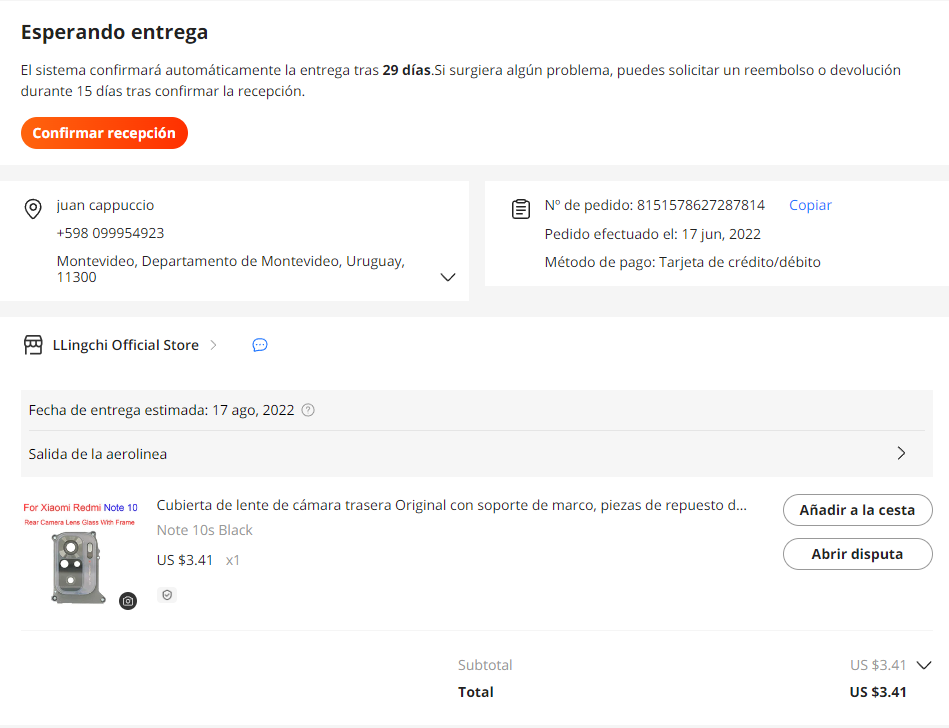 Esperando entrega
El sistema confirmará automáticamente la entrega tras 29 días.Si surgiera algún problema, puedes solicitar un reembolso o devolución
durante 15 días tras confirmar la recepción.
Confirmar recepción
juan cappuccio
+598 099954923
Montevideo, Departamento de Montevideo, Uruguay,
11300
Nº de pedido: 8151578627287814 Copiar
Pedido efectuado el: 17 jun, 2022
Método de pago: Tarjeta de crédito/débito
LLingchi Official Store
Fecha de entrega estimada: 17 ago, 2022
Salida de la aerolinea
For Xiaomi Redmi Note 10
Rear Camera Lens Glass With Frame
Cubierta de lente de cámara trasera Original con soporte de marco, piezas de repuesto d...
Note 10s Black
US $3.41 x1
Añadir a la cesta
Abrir disputa
Subtotal US $3.41
Total US $3.41